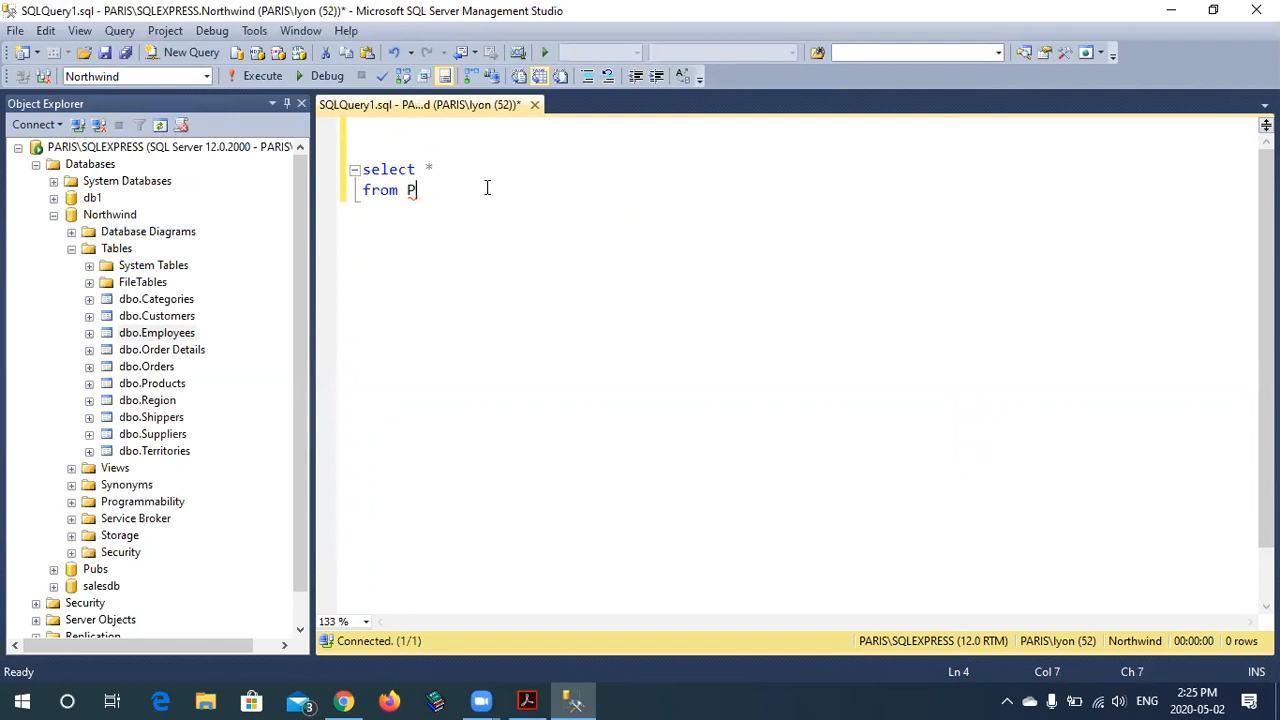 SQLQuery1.sql - PARIS\SQLEXPRESS.Northwind (PARIS\lyon (52))* - Microsoft SQL Server Management Studio
File Edit View Query Project Debug Tools Window Help
New Query
Northwind Execute Debug
Object Explorer
SQLQuery1.sql - PA...d (PARIS\lyon (52))*
Connect
PARIS\SQLEXPRESS (SQL Server 12.0.2000 - PARIS\
Databases
System Databases
db1
Northwind
Database Diagrams
Tables
System Tables
FileTables
dbo.Categories
dbo.Customers
dbo.Employees
dbo.Order Details
dbo.Orders
dbo.Products
dbo.Region
dbo.Shippers
dbo.Suppliers
dbo.Territories
Views
Synonyms
Programmability
Service Broker
Storage
Security
Pubs
salesdb
Security
Server Objects
Replication
select *
from P
133 %
Connected. (1/1) PARIS\SQLEXPRESS (12.0 RTM) PARIS\lyon (52) Northwind 00:00:00 0 rows
Ready Ln 4 Col 7 Ch 7 INS
3 ENG 2:25 PM
2020-05-02